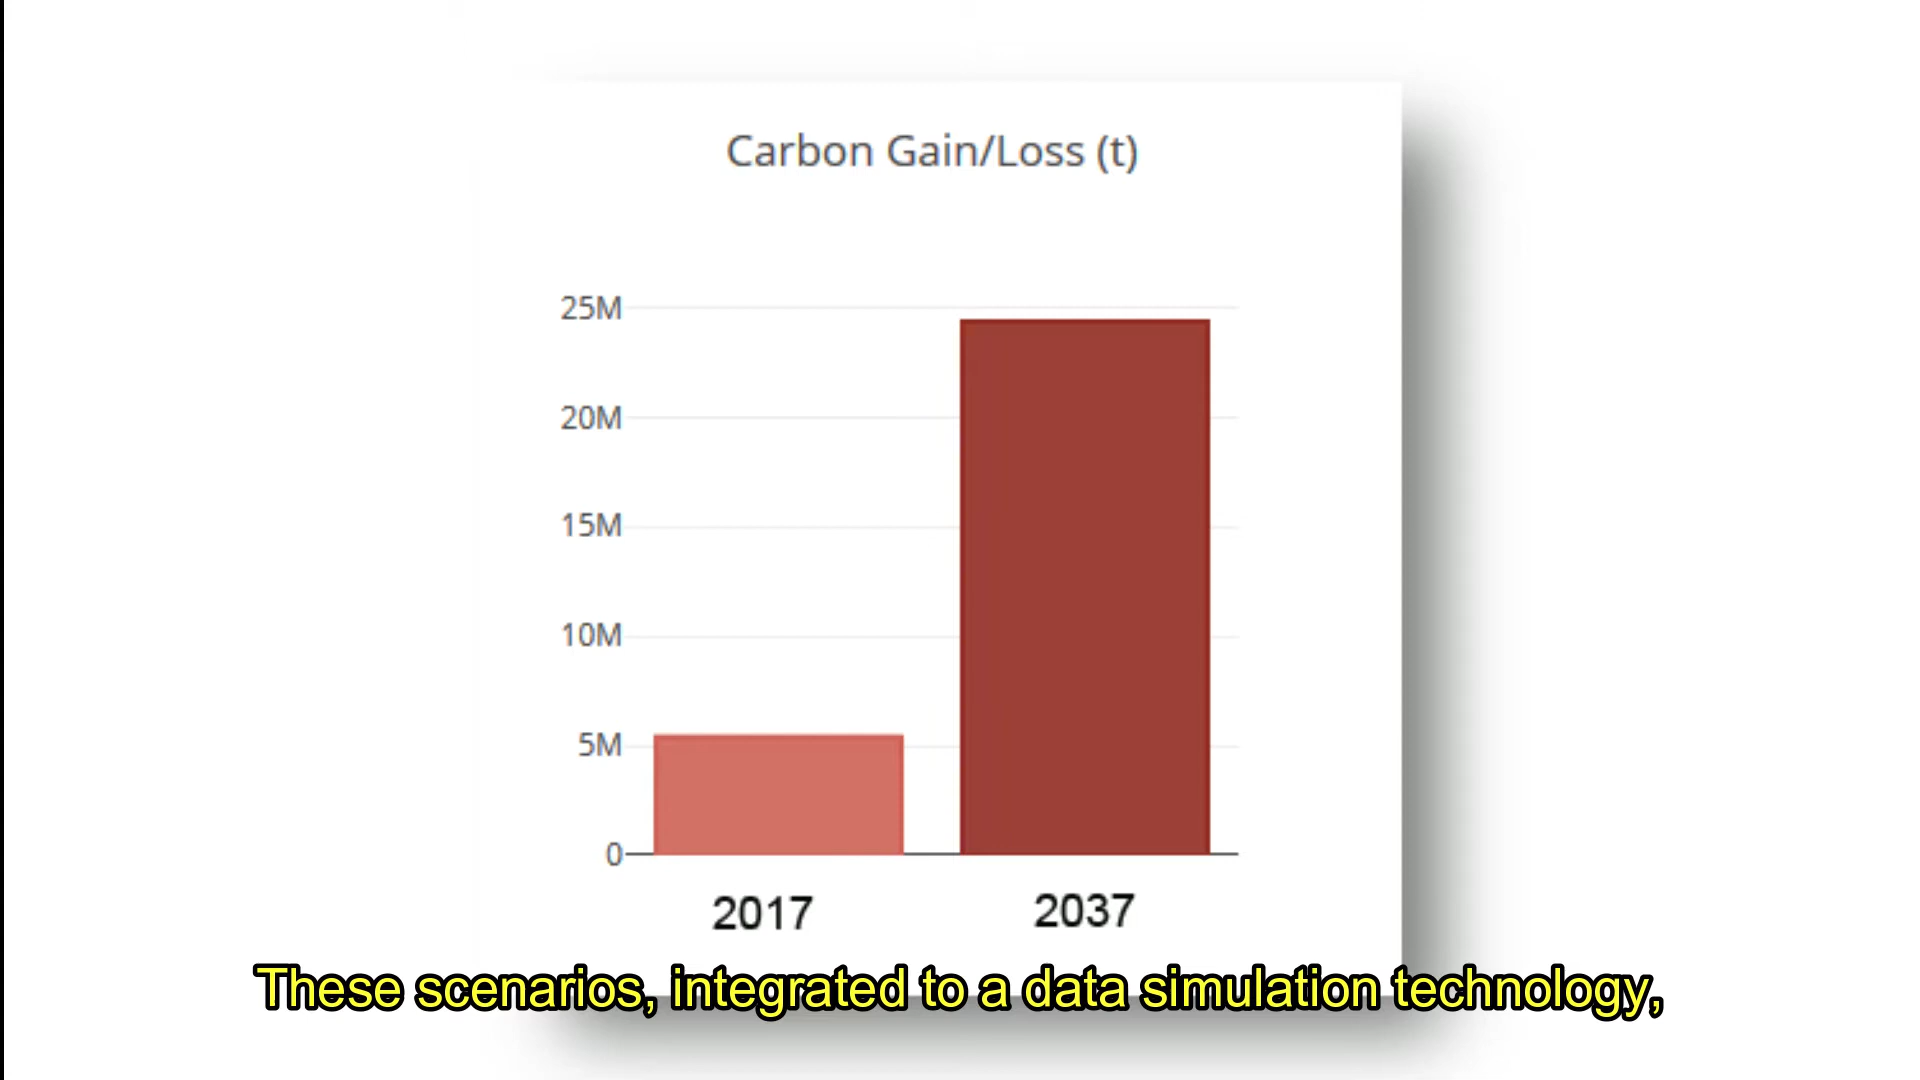 Carbon Gain/Loss (t)
25M
20M
15M
10M
5M
0
2017 2037
These scenarios, integrated to a data simulation technology,